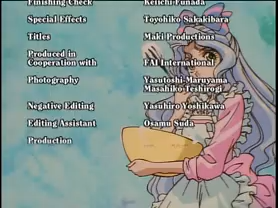 Finishing Check Keiichi Funada
Special Effects Toyohiko Sakakibara
Titles Maki Productions
Produced in
Cooperation with FAI International
Photography Yasutoshi Maruyama
Masahiko Teshirogi
Negative Editing Yasuhiro Yoshikawa
Editing Assistant Osamu Suda
Production